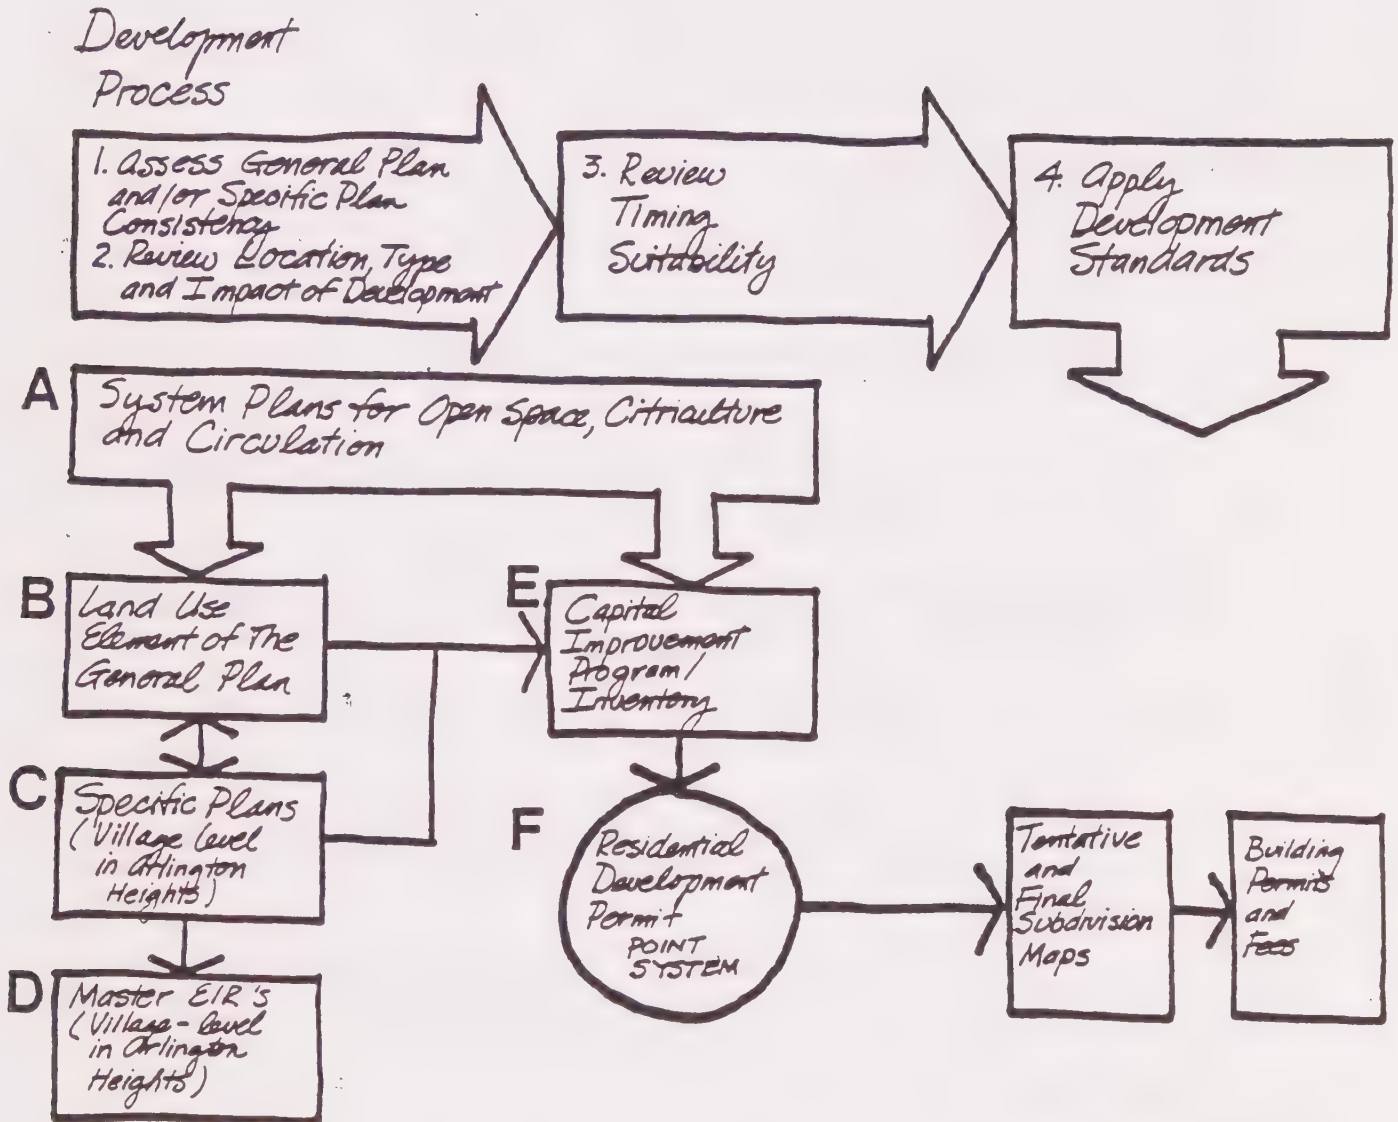 Development
Process
1. Assess General Plan
and/or Specific Plan
Consistency
2. Review Location, Type
and Impact of Development
3. Review
Timing
Suitability
4. Apply
Development
Standards
A
System Plans for Open Space, Citriculture
and Circulation
B
Land Use
Element of The
General Plan
E
Capital
Improvement
Program/
Inventory
C
Specific Plans
(Village level
in Arlington
Heights)
F
Residential
Development
Permit
POINT
SYSTEM
Tentative
and
Final
Subdivision
Maps
Building
Permits
and
Fees
D
Master EIR's
(Village-level
in Arlington
Heights)